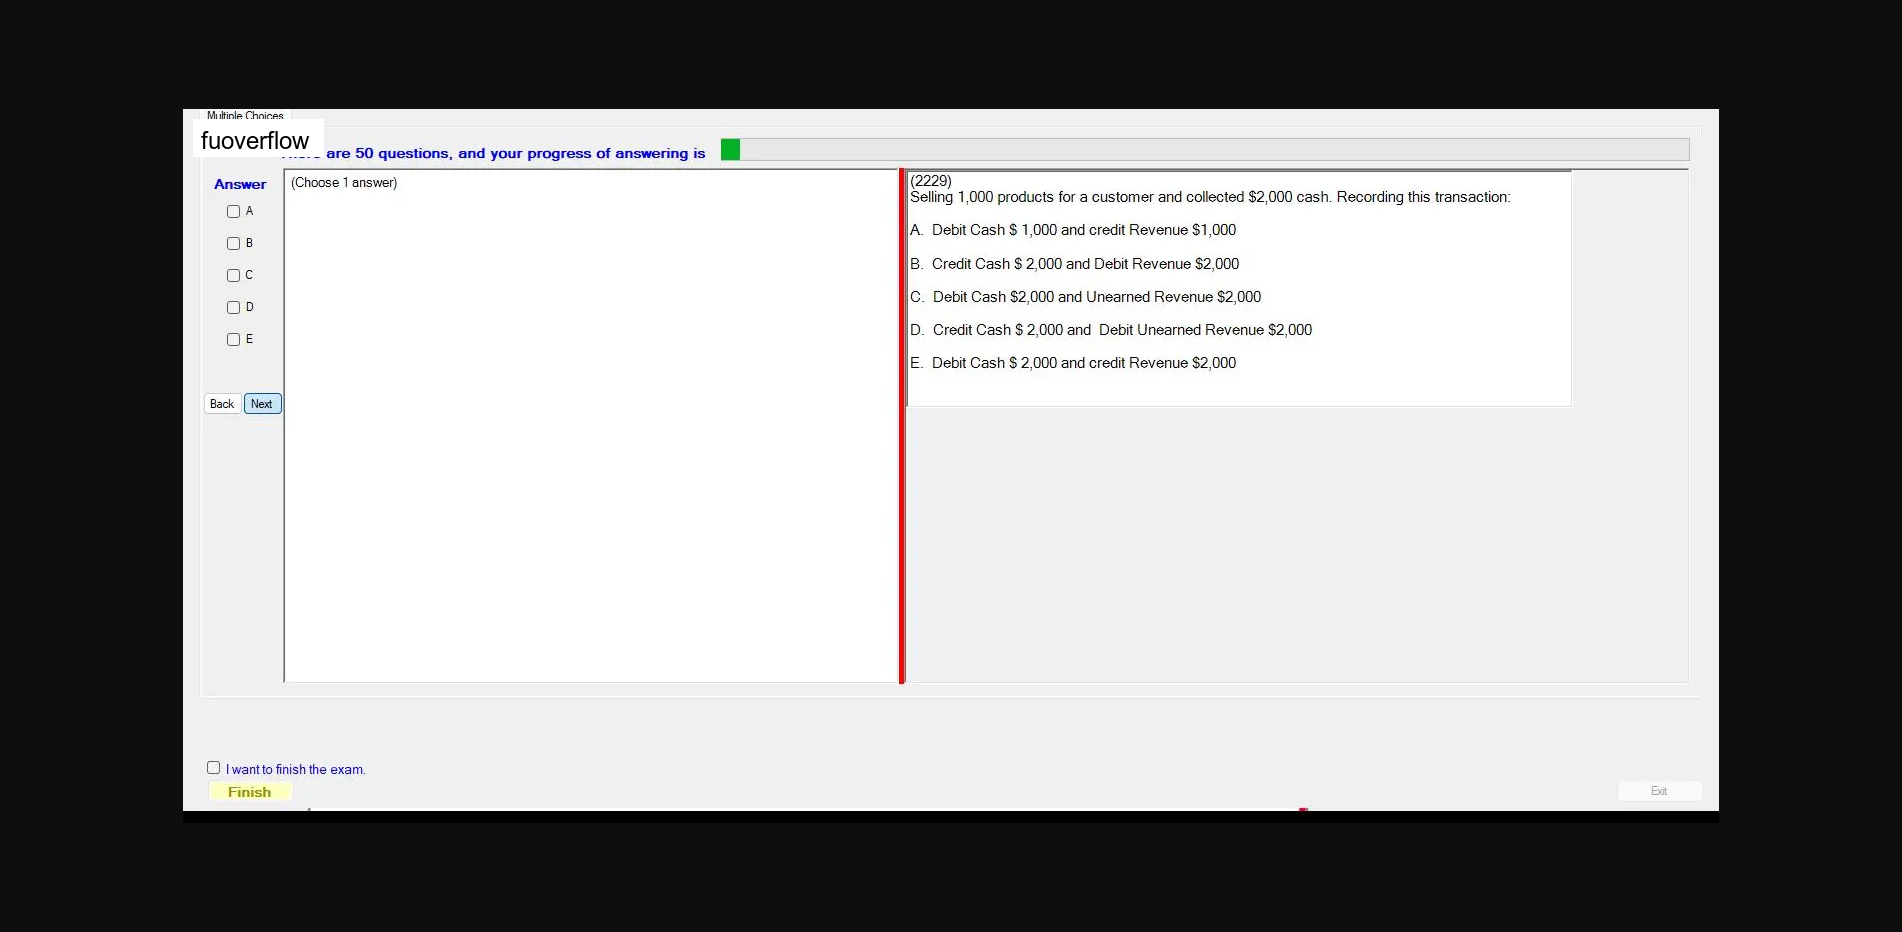 Multiple Choices
fuoverflow
are 50 questions, and your progress of answering is
Answer
(Choose 1 answer)
A
B
C
D
E
Back Next
(2229)
Selling 1,000 products for a customer and collected $2,000 cash. Recording this transaction:
A. Debit Cash $ 1,000 and credit Revenue $1,000
B. Credit Cash $ 2,000 and Debit Revenue $2,000
C. Debit Cash $2,000 and Unearned Revenue $2,000
D. Credit Cash $ 2,000 and Debit Unearned Revenue $2,000
E. Debit Cash $ 2,000 and credit Revenue $2,000
I want to finish the exam.
Finish
Exit